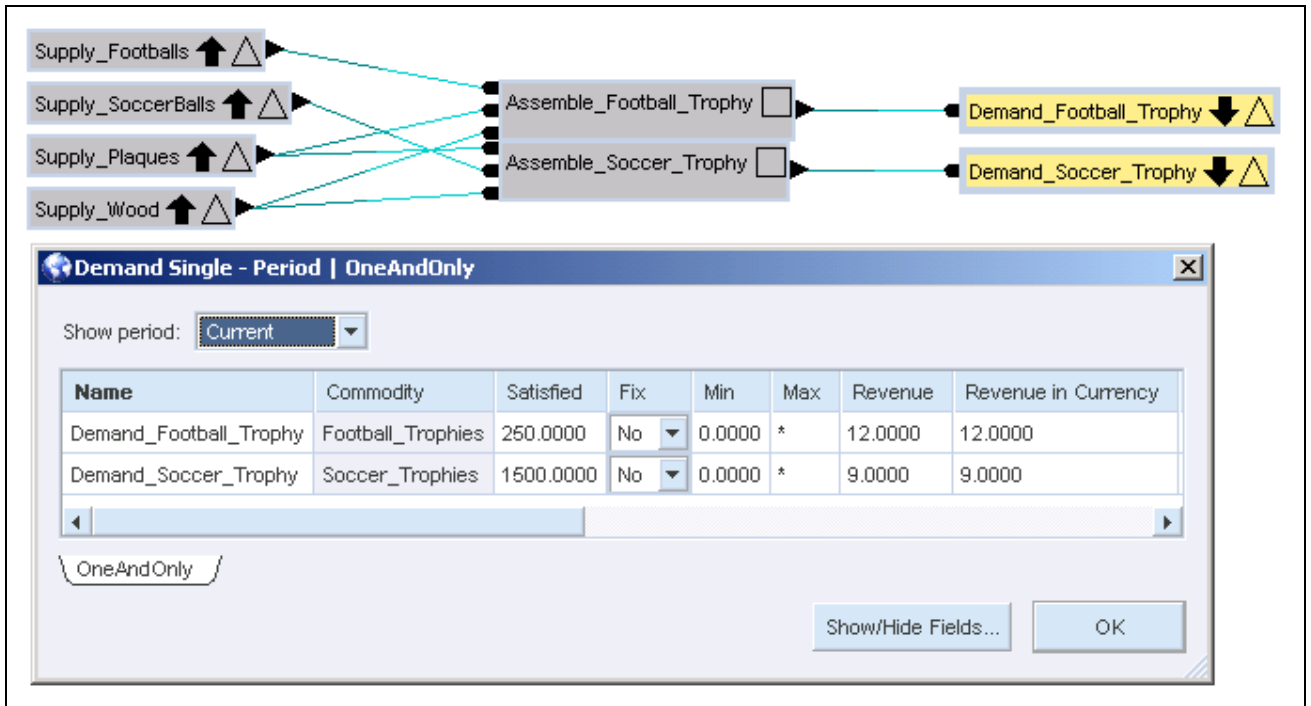 Supply_Footballs
Supply_SoccerBalls
Supply_Plaques
Supply_Wood
Assemble_Football_Trophy
Assemble_Soccer_Trophy
Demand_Football_Trophy
Demand_Soccer_Trophy
Demand Single - Period | OneAndOnly
Show period: Current
Name Commodity Satisfied Fix Min Max Revenue Revenue in Currency
Demand_Football_Trophy Football_Trophies 250.0000 No 0.0000 * 12.0000 12.0000
Demand_Soccer_Trophy Soccer_Trophies 1500.0000 No 0.0000 * 9.0000 9.0000
OneAndOnly
Show/Hide Fields... OK